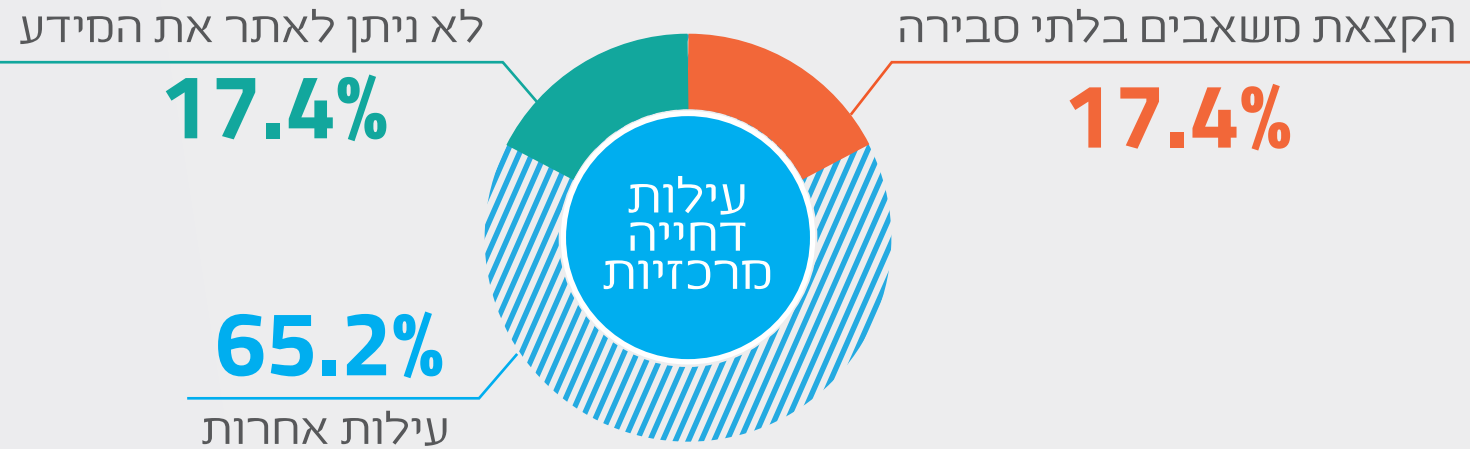 הקצאת משאבים בלתי סבירה
17.4%
לא ניתן לאתר את המידע
17.4%
עילות
דחייה
מרכזיות
65.2%
עילות אחרות